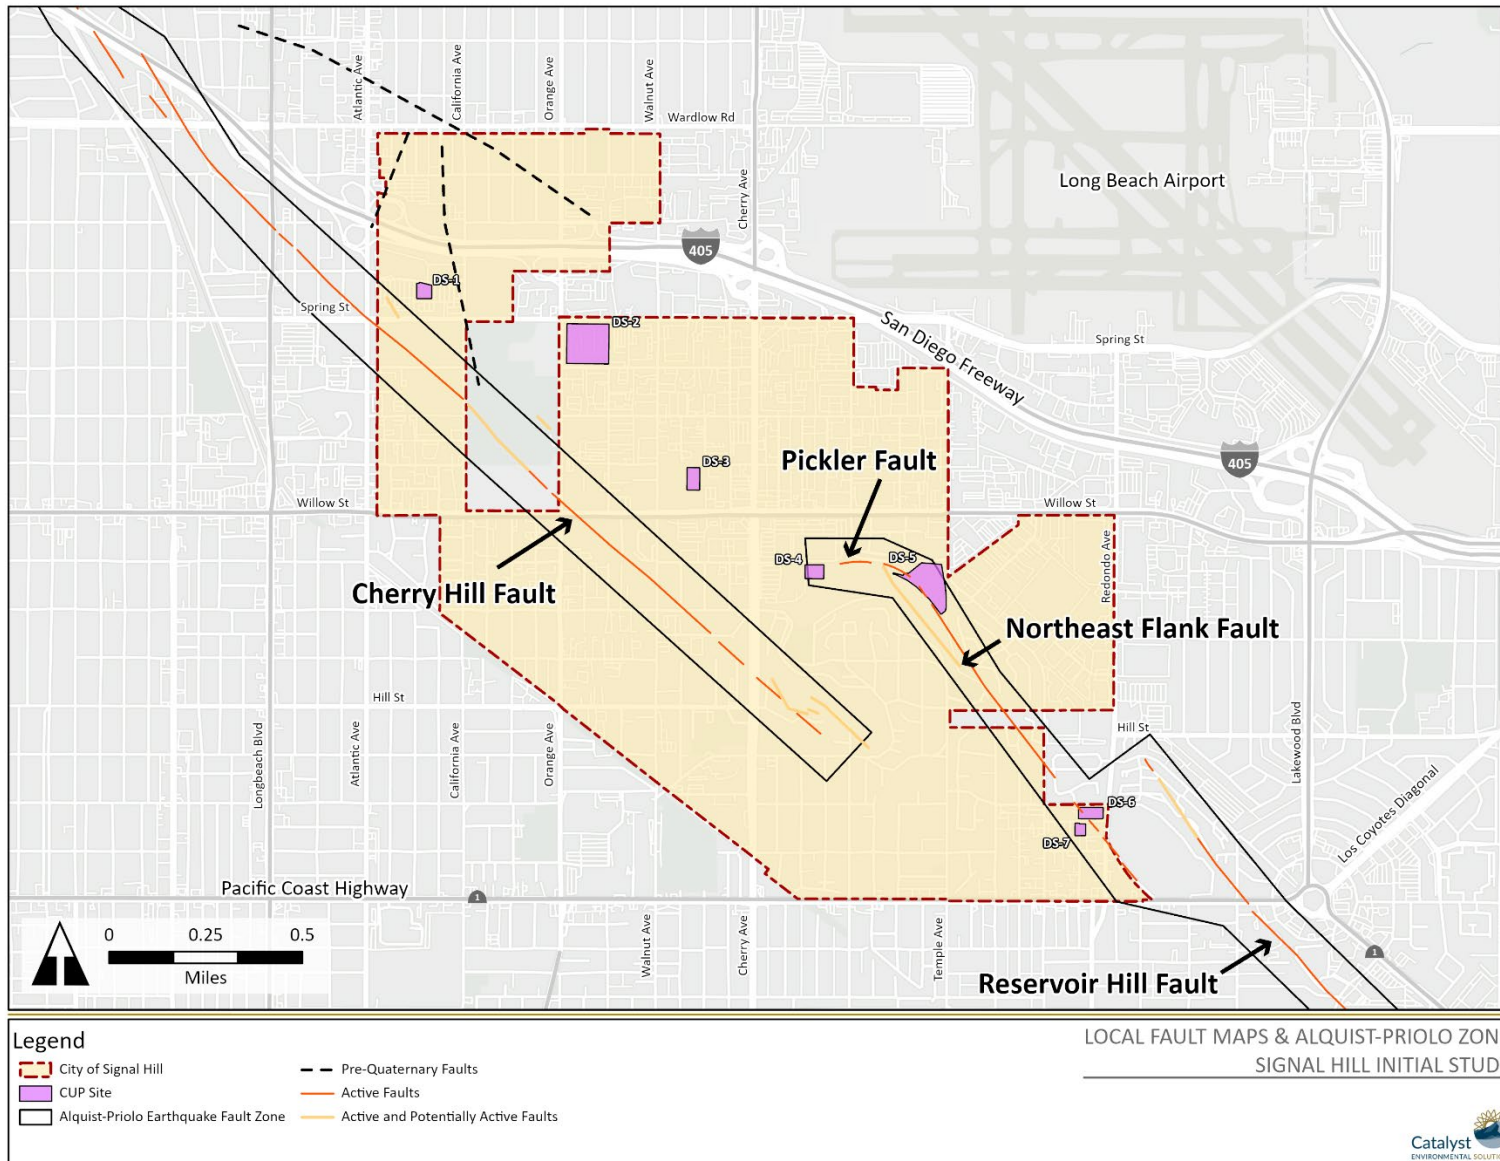 Atlantic Ave
California Ave
Orange Ave
Walnut Ave
Wardlow Rd
Cherry Ave
Long Beach Airport
405
DS-1
Spring St
DS-2
San Diego Freeway
Spring St
Pickler Fault
DS-3
405
Willow St
Willow St
DS-4
DS-5
Redondo Ave
Cherry Hill Fault
Northeast Flank Fault
Hill St
Hill St
Longbeach Blvd
Atlantic Ave
California Ave
Orange Ave
Lakewood Blvd
DS-6
DS-7
Los Coyotes Diagonal
Pacific Coast Highway
1
0 0.25 0.5
Miles
Walnut Ave
Cherry Ave
Temple Ave
1
Reservoir Hill Fault
Legend
City of Signal Hill
CUP Site
Alquist-Priolo Earthquake Fault Zone
Pre-Quaternary Faults
Active Faults
Active and Potentially Active Faults
LOCAL FAULT MAPS & ALQUIST-PRIOLO ZON
SIGNAL HILL INITIAL STUD
Catalyst
ENVIRONMENTAL SOLUTIO